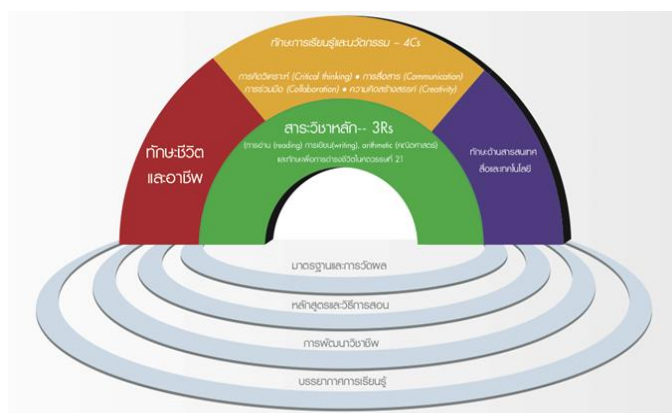 ทักษะการเรียนรู้และนวัตกรรม – 4Cs
การคิดวิเคราะห์ (Critical thinking) • การสื่อสาร (Communication)
การร่วมมือ (Collaboration) • ความคิดสร้างสรรค์ (Creativity)
สาระวิชาหลัก-- 3Rs
(การอ่าน (reading) การเขียน(writing), arithmetic (คณิตศาสตร์)
และทักษะเพื่อการดำรงชีวิตในศตวรรษที่ 21
ทักษะชีวิต
และอาชีพ
ทักษะด้านสารสนเทศ
สื่อและเทคโนโลยี
มาตรฐานและการวัดผล
หลักสูตรและวิธีการสอน
การพัฒนาวิชาชีพ
บรรยากาศการเรียนรู้